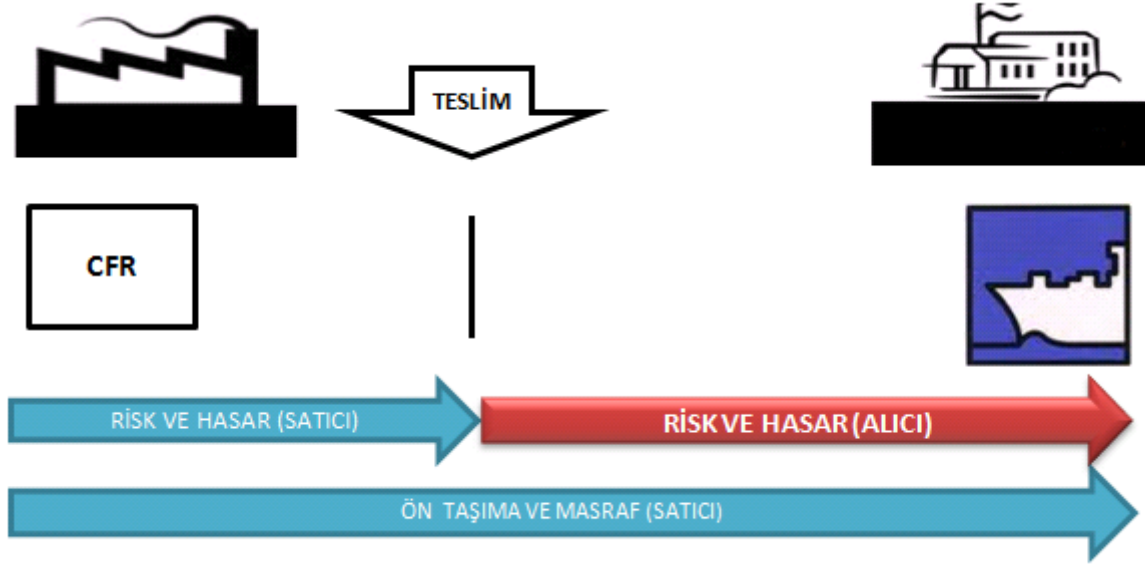 TESLİM
CFR
RİSK VE HASAR (SATICI)
RİSK VE HASAR (ALICI)
ÖN TAŞIMA VE MASRAF (SATICI)